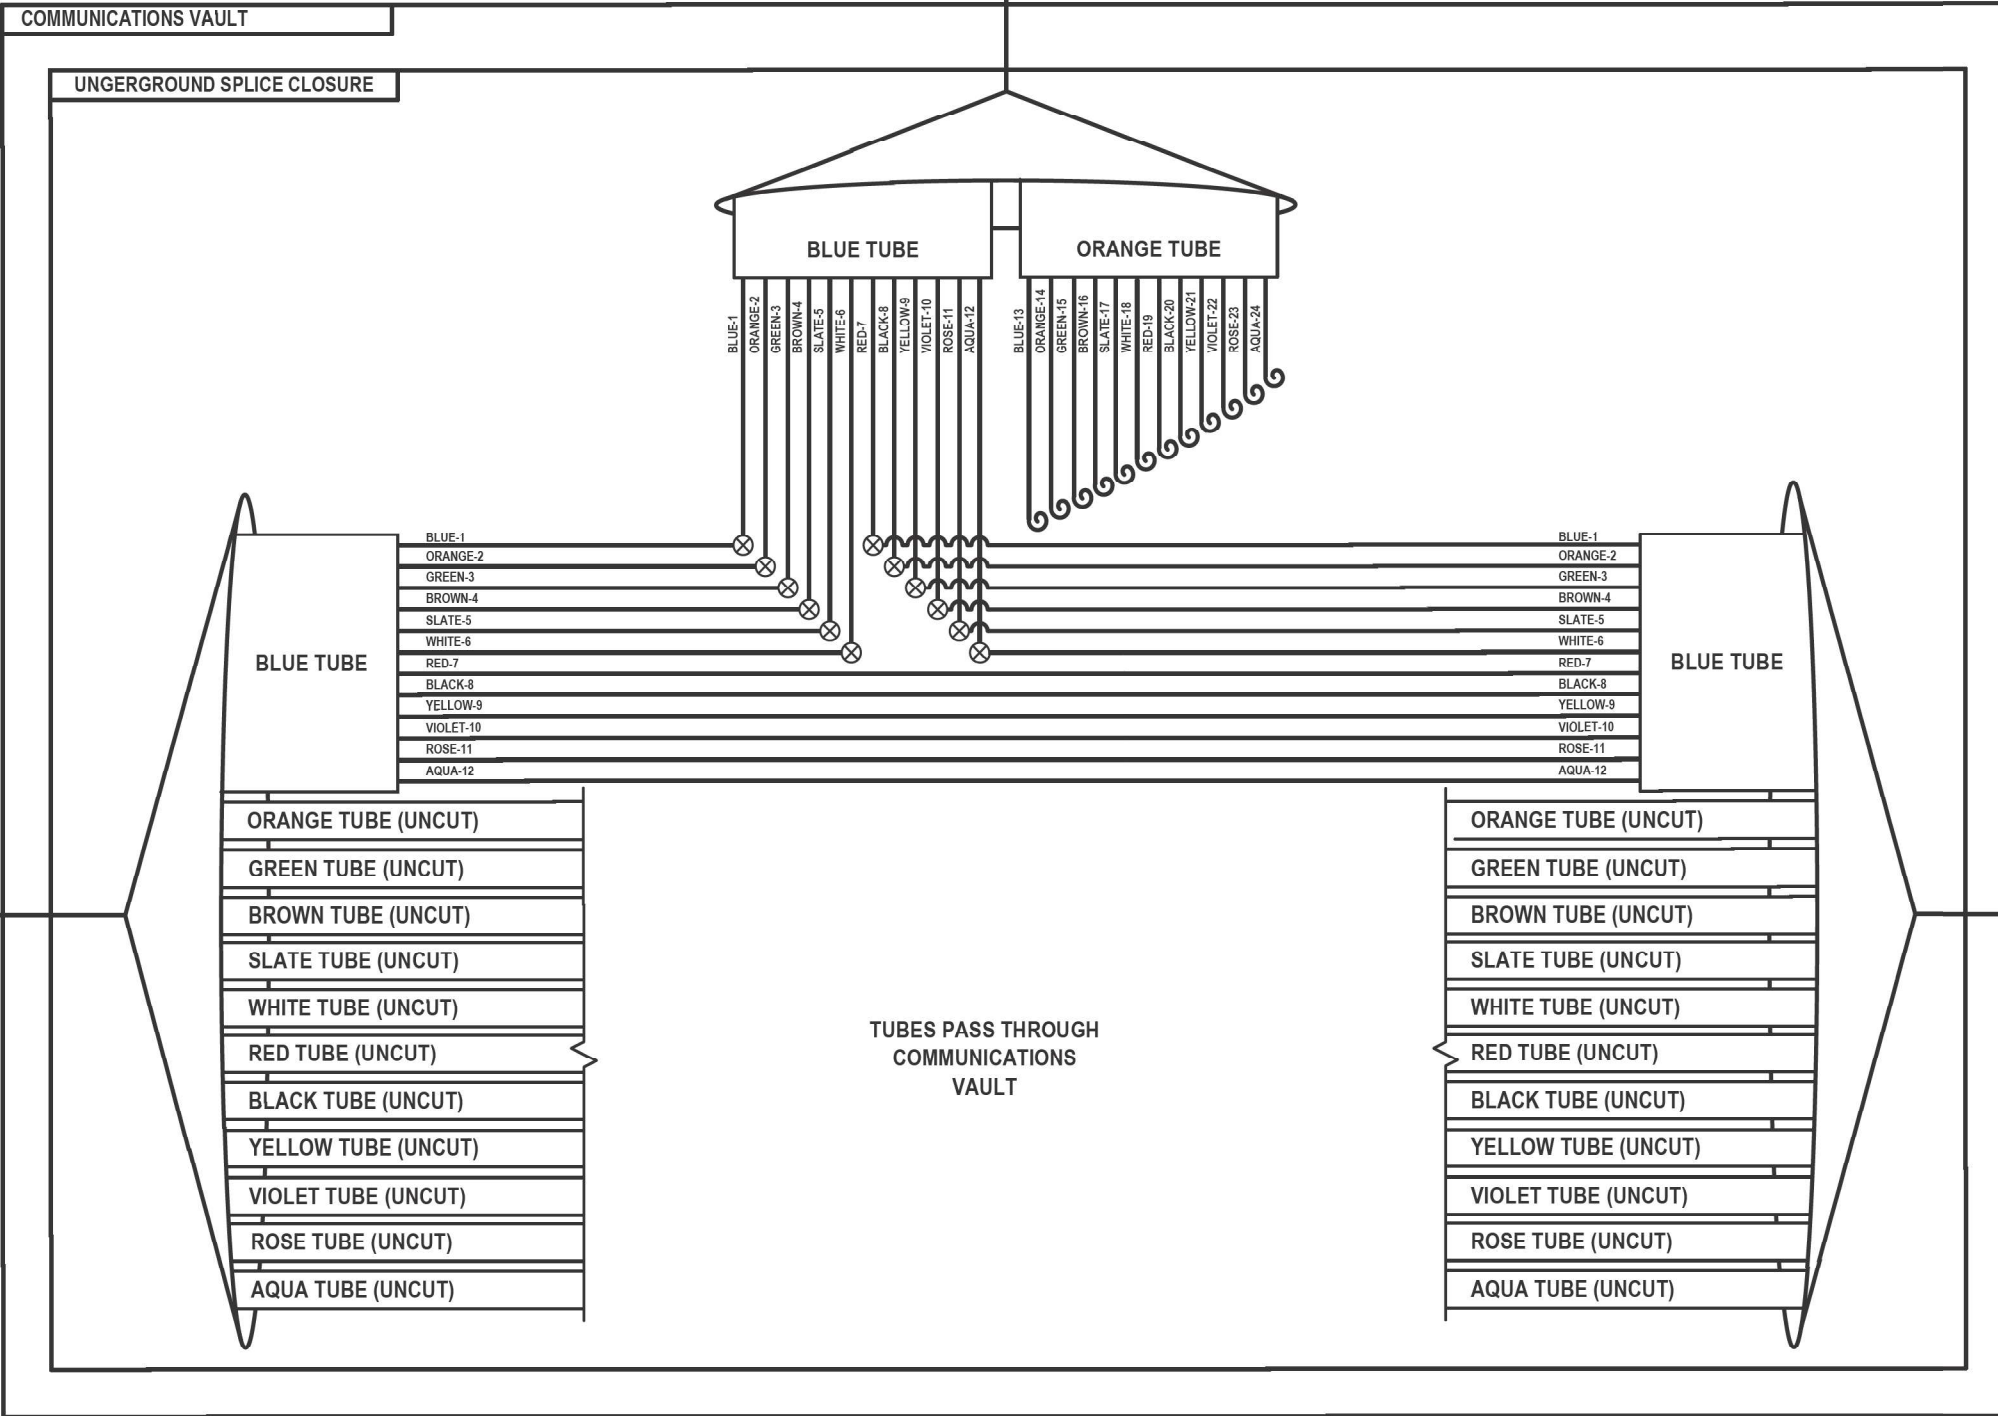 COMMUNICATIONS VAULT
UNGERGROUND SPLICE CLOSURE
BLUE TUBE
ORANGE TUBE
BLUE-1
ORANGE-2
GREEN-3
BROWN-4
SLATE-5
WHITE-6
RED-7
BLACK-8
YELLOW-9
VIOLET-10
ROSE-11
AQUA-12
BLUE-13
ORANGE-14
GREEN-15
BROWN-16
SLATE-17
WHITE-18
RED-19
BLACK-20
YELLOW-21
VIOLET-22
ROSE-23
AQUA-24
BLUE TUBE
BLUE-1
ORANGE-2
GREEN-3
BROWN-4
SLATE-5
WHITE-6
RED-7
BLACK-8
YELLOW-9
VIOLET-10
ROSE-11
AQUA-12
BLUE-1
ORANGE-2
GREEN-3
BROWN-4
SLATE-5
WHITE-6
RED-7
BLACK-8
YELLOW-9
VIOLET-10
ROSE-11
AQUA-12
BLUE TUBE
ORANGE TUBE (UNCUT)
GREEN TUBE (UNCUT)
BROWN TUBE (UNCUT)
SLATE TUBE (UNCUT)
WHITE TUBE (UNCUT)
RED TUBE (UNCUT)
BLACK TUBE (UNCUT)
YELLOW TUBE (UNCUT)
VIOLET TUBE (UNCUT)
ROSE TUBE (UNCUT)
AQUA TUBE (UNCUT)
TUBES PASS THROUGH
COMMUNICATIONS
VAULT
ORANGE TUBE (UNCUT)
GREEN TUBE (UNCUT)
BROWN TUBE (UNCUT)
SLATE TUBE (UNCUT)
WHITE TUBE (UNCUT)
RED TUBE (UNCUT)
BLACK TUBE (UNCUT)
YELLOW TUBE (UNCUT)
VIOLET TUBE (UNCUT)
ROSE TUBE (UNCUT)
AQUA TUBE (UNCUT)